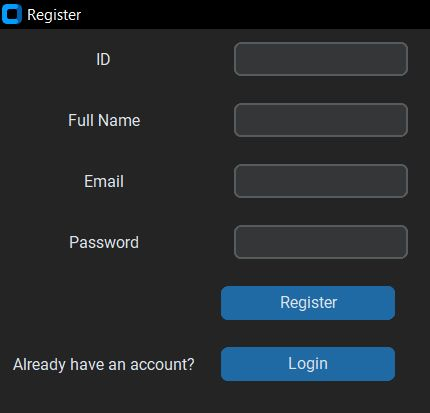 Register
ID
Full Name
Email
Password
Register
Already have an account? Login